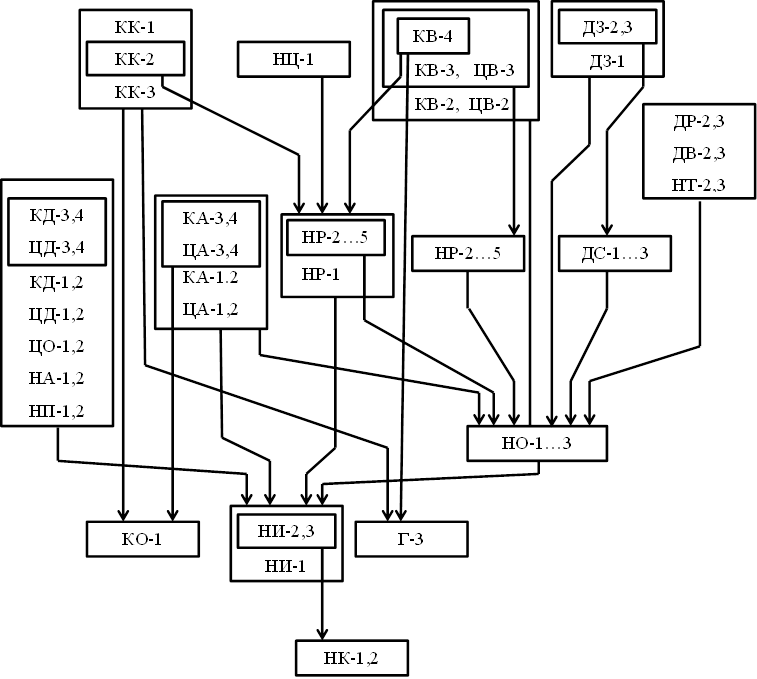 КК-1
КК-2
КК-3
НЦ-1
КВ-4
КВ-3, ЦВ-3
КВ-2, ЦВ-2
ДЗ-2,3
ДЗ-1
ДР-2,3
ДВ-2,3
НТ-2,3
КД-3,4
ЦД-3,4
КД-1,2
ЦД-1,2
ЦО-1,2
НА-1,2
НП-1,2
КА-3,4
ЦА-3,4
КА-1.2
ЦА-1,2
НР-2…5
НР-1
НР-2…5
ДС-1…3
НО-1…3
КО-1
НИ-2,3
НИ-1
Г-3
НК-1,2